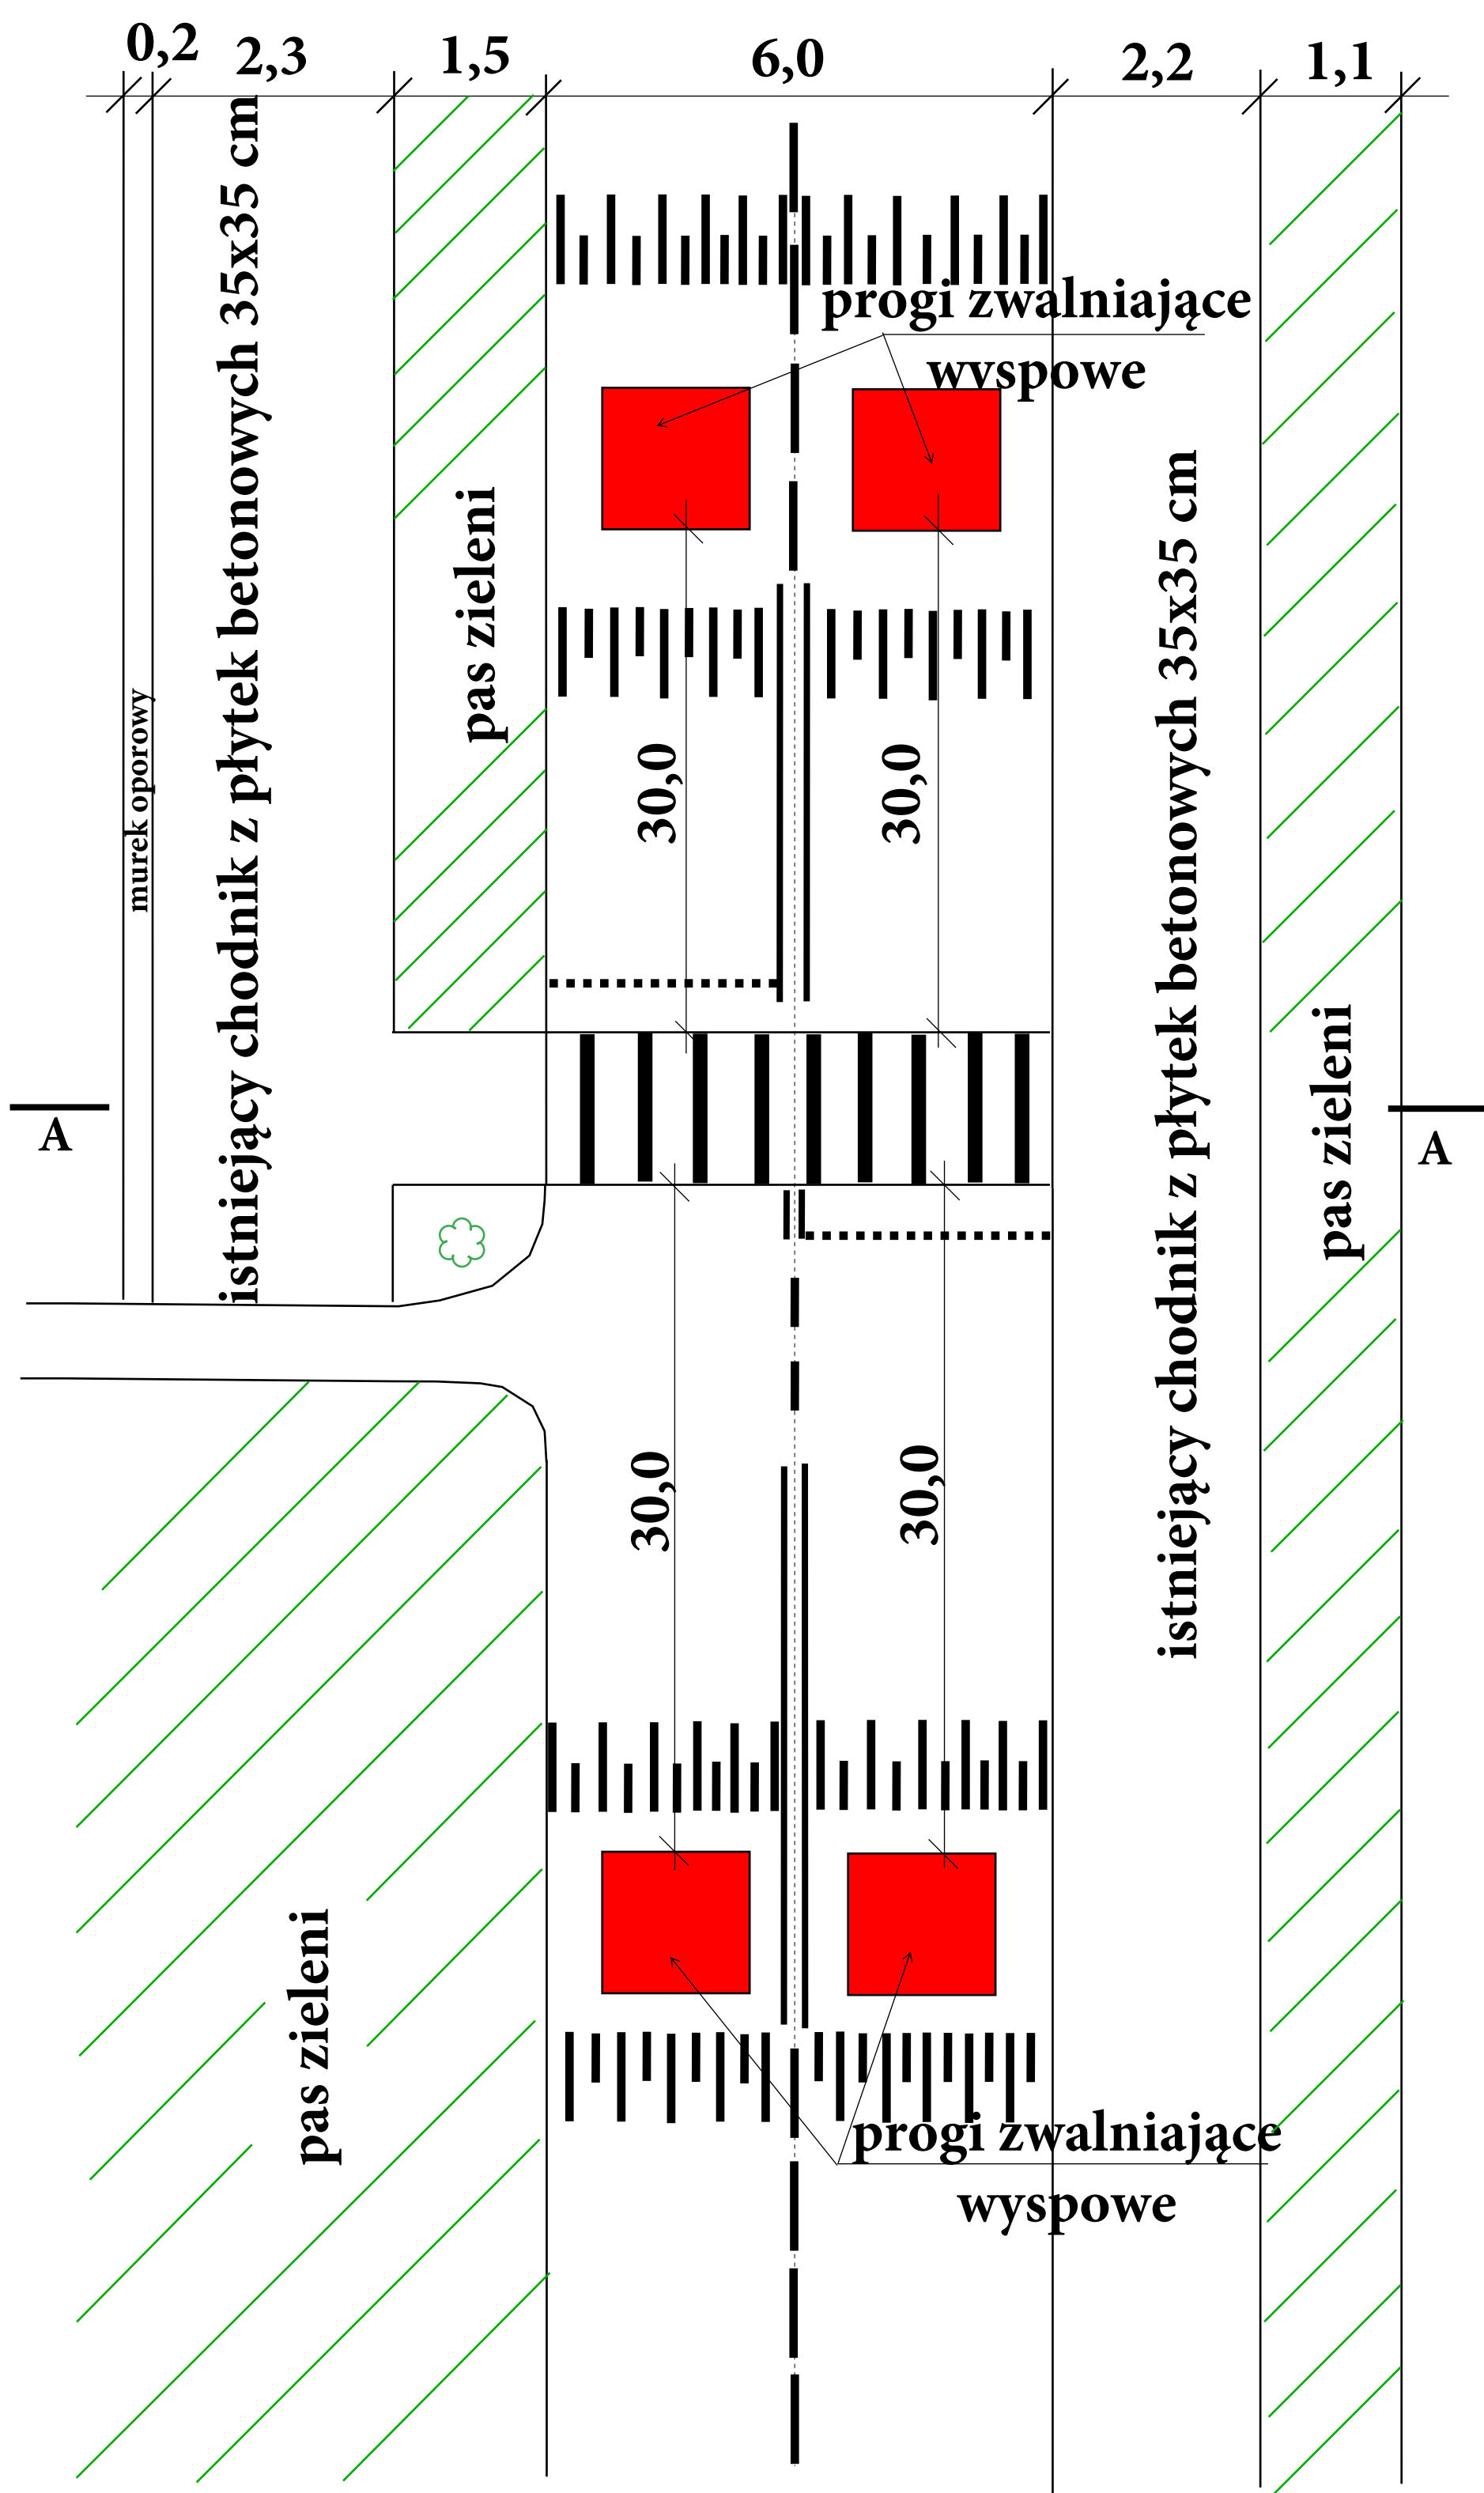 0,2
2,3
1,5
6,0
2,2
1,1
istniejący chodnik z płytek betonowych 35x35 cm
murek oporowy
pas zieleni
progi zwalniające
wyspowe
30,0
30,0
istniejący chodnik z płytek betonowych 35x35 cm
pas zieleni
A
A
30,0
30,0
pas zieleni
progi zwalniające
wyspowe